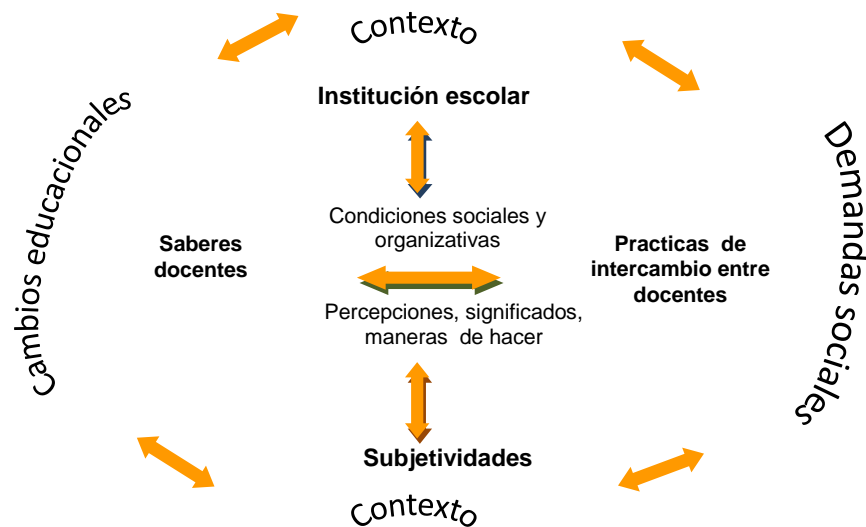 Contexto
Institución escolar
Cambios educacionales
Demandas sociales
Condiciones sociales y
organizativas
Saberes
docentes
Practicas de
intercambio entre
docentes
Percepciones, significados,
maneras de hacer
Subjetividades
Contexto